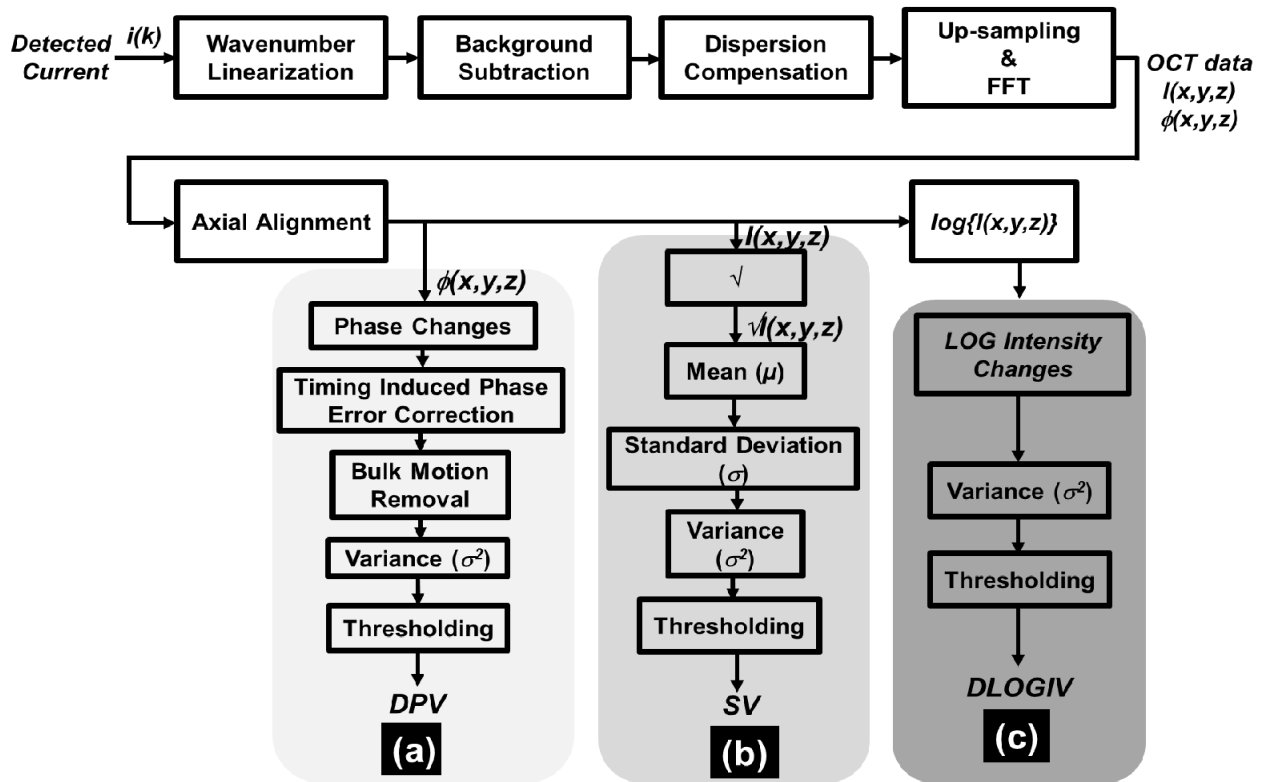 Detected
Current
i(k)
Wavenumber
Linearization
Background
Subtraction
Dispersion
Compensation
Up-sampling
&
FFT
OCT data
I(x,y,z)
ϕ(x,y,z)
Axial Alignment
log{I(x,y,z)}
ϕ(x,y,z)
Phase Changes
Timing Induced Phase
Error Correction
Bulk Motion
Removal
Variance (σ²)
Thresholding
DPV
(a)
I(x,y,z)
√
√I(x,y,z)
Mean (μ)
Standard Deviation
(σ)
Variance
(σ²)
Thresholding
SV
(b)
LOG Intensity
Changes
Variance (σ²)
Thresholding
DLOGIV
(c)